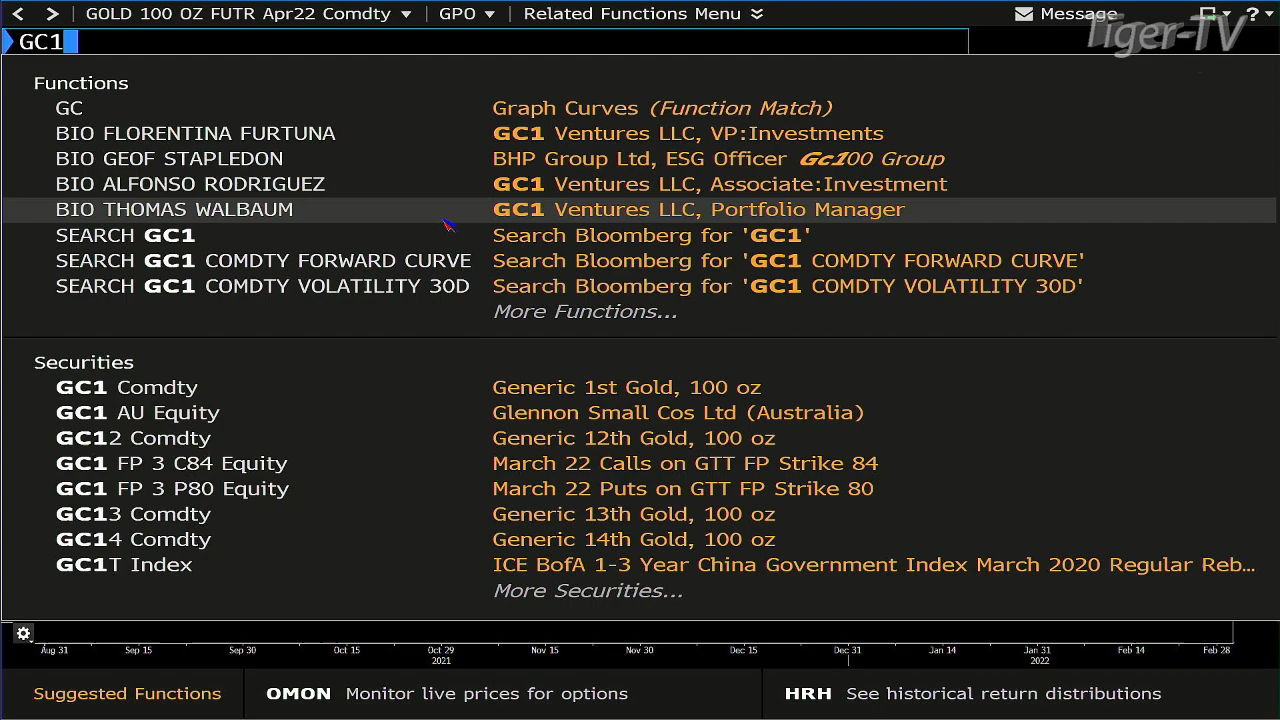 GOLD 100 OZ FUTR Apr22 Comdty GPO Related Functions Menu Message ?
Tiger-TV
GC1
Functions
GC Graph Curves (Function Match)
BIO FLORENTINA FURTUNA GC1 Ventures LLC, VP:Investments
BIO GEOF STAPLEDON BHP Group Ltd, ESG Officer Gc100 Group
BIO ALFONSO RODRIGUEZ GC1 Ventures LLC, Associate:Investment
BIO THOMAS WALBAUM GC1 Ventures LLC, Portfolio Manager
SEARCH GC1 Search Bloomberg for 'GC1'
SEARCH GC1 COMDTY FORWARD CURVE Search Bloomberg for 'GC1 COMDTY FORWARD CURVE'
SEARCH GC1 COMDTY VOLATILITY 30D Search Bloomberg for 'GC1 COMDTY VOLATILITY 30D'
More Functions...
Securities
GC1 Comdty Generic 1st Gold, 100 oz
GC1 AU Equity Glennon Small Cos Ltd (Australia)
GC12 Comdty Generic 12th Gold, 100 oz
GC1 FP 3 C84 Equity March 22 Calls on GTT FP Strike 84
GC1 FP 3 P80 Equity March 22 Puts on GTT FP Strike 80
GC13 Comdty Generic 13th Gold, 100 oz
GC14 Comdty Generic 14th Gold, 100 oz
GC1T Index ICE BofA 1-3 Year China Government Index March 2020 Regular Reb...
More Securities...
Aug 31 Sep 15 Sep 30 Oct 15 Oct 29 Nov 15 Nov 30 Dec 15 Dec 31 Jan 14 Jan 31 Feb 14 Feb 28
2021 2022
Suggested Functions OMON Monitor live prices for options HRH See historical return distributions